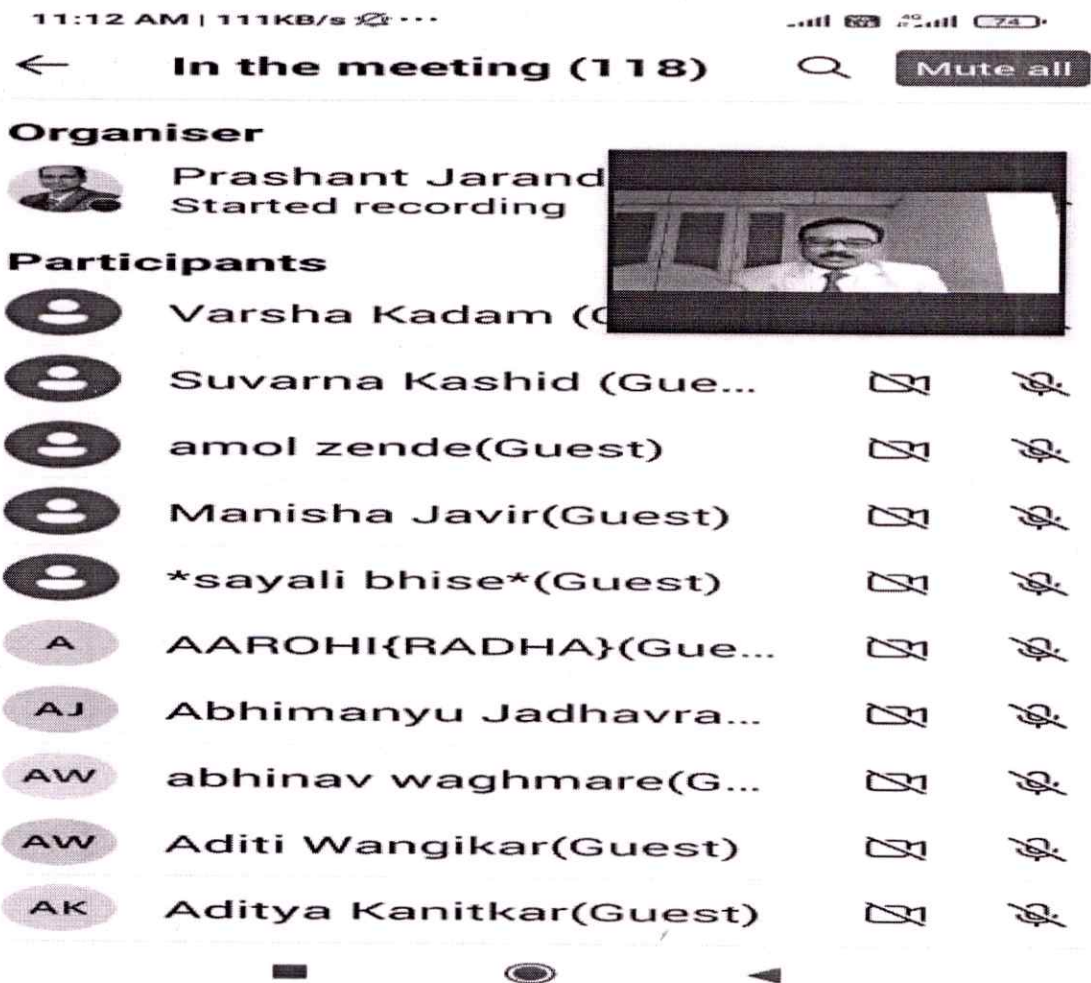 11:12 AM | 111KB/s
4G 74
In the meeting (118)
Mute all
Organiser
Prashant Jarand
Started recording
Participants
Varsha Kadam (
Suvarna Kashid (Gue...
amol zende(Guest)
Manisha Javir(Guest)
*sayali bhise*(Guest)
A AAROHI{RADHA}(Gue...
AJ Abhimanyu Jadhavra...
AW abhinav waghmare(G...
AW Aditi Wangikar(Guest)
AK Aditya Kanitkar(Guest)